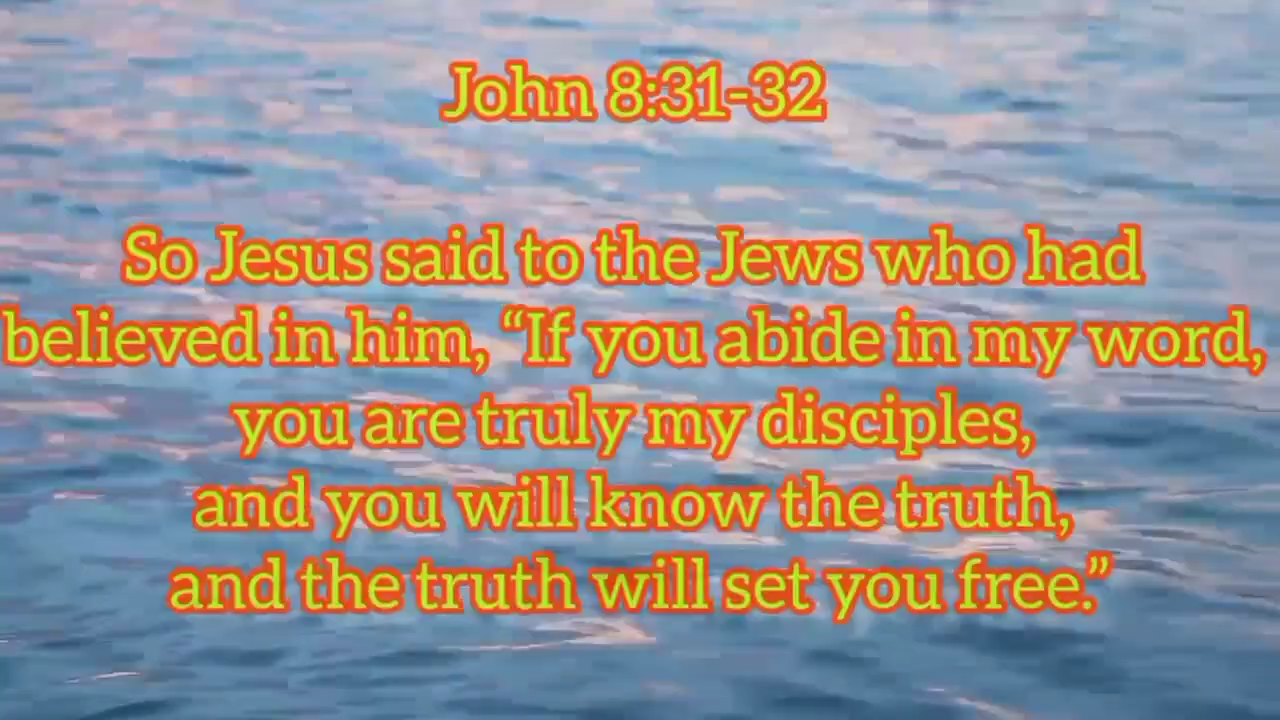 John 8:31-32
So Jesus said to the Jews who had
believed in him, “If you abide in my word,
you are truly my disciples,
and you will know the truth,
and the truth will set you free.”